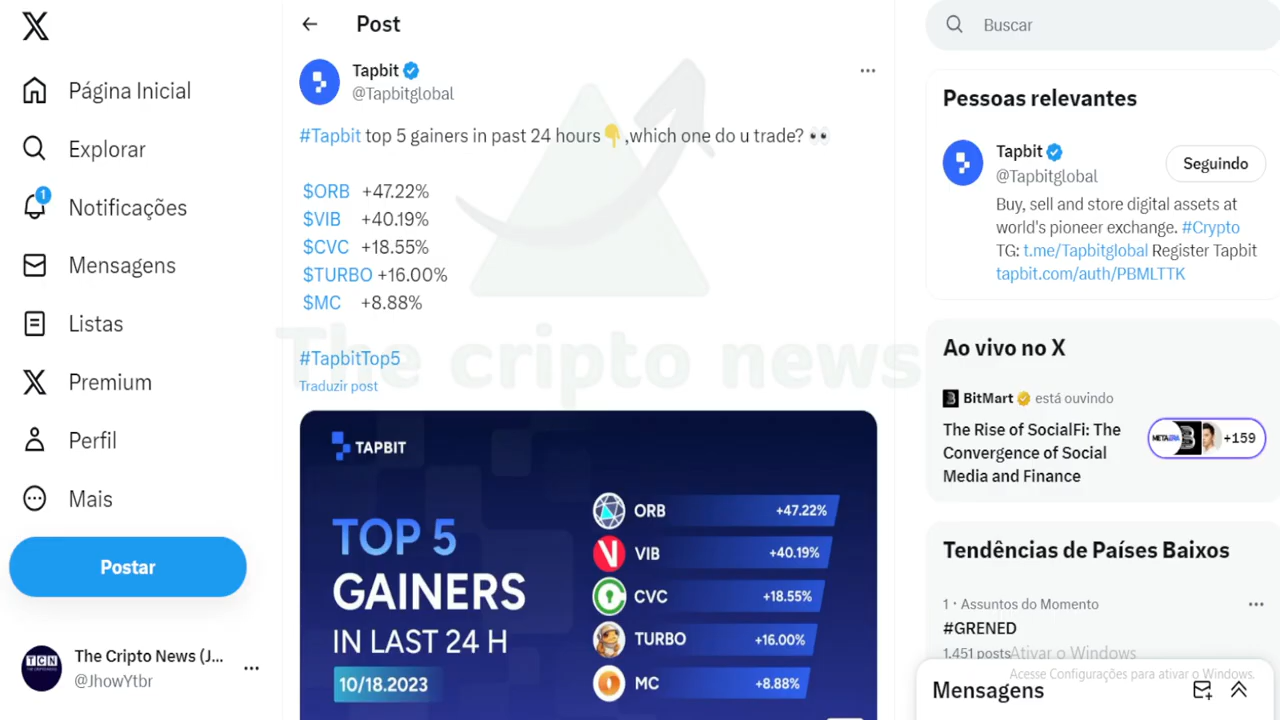 Página Inicial
Explorar
1
Notificações
Mensagens
Listas
Premium
Perfil
Mais
Postar
TCN
The Cripto News (J...
@JhowYtbr
Post
Tapbit
@Tapbitglobal
#Tapbit top 5 gainers in past 24 hours👇,which one do u trade? 👀
$ORB +47.22%
$VIB +40.19%
$CVC +18.55%
$TURBO +16.00%
$MC +8.88%
#TapbitTop5
Traduzir post
The cripto news
TAPBIT
TOP 5
GAINERS
IN LAST 24 H
10/18.2023
ORB +47.22%
VIB +40.19%
CVC +18.55%
TURBO +16.00%
MC +8.88%
Buscar
Pessoas relevantes
Tapbit
@Tapbitglobal
Seguindo
Buy, sell and store digital assets at
world's pioneer exchange. #Crypto
TG: t.me/Tapbitglobal Register Tapbit
tapbit.com/auth/PBMLTTK
Ao vivo no X
BitMart está ouvindo
The Rise of SocialFi: The
Convergence of Social
Media and Finance
+159
Tendências de Países Baixos
1 · Assuntos do Momento
#GRENED
1.451 posts
Ativar o Windows
Acesse Configurações para ativar o Windows.
Mensagens